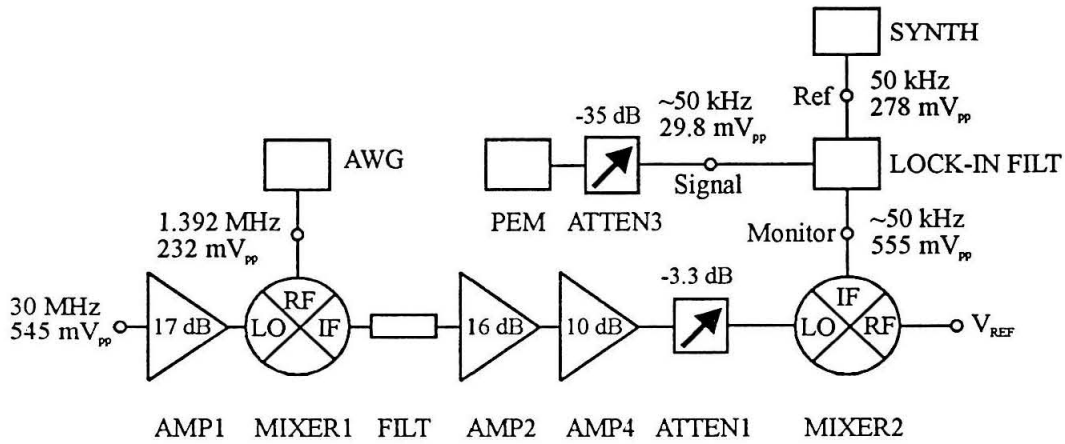 SYNTH
50 kHz
Ref
278 mVpp
~50 kHz
-35 dB
29.8 mVpp
AWG
LOCK-IN FILT
Signal
PEM ATTEN3
1.392 MHz
232 mVpp
~50 kHz
Monitor
555 mVpp
-3.3 dB
30 MHz
545 mVpp
17 dB
RF
LO IF
16 dB
10 dB
IF
LO RF
VREF
AMP1 MIXER1 FILT AMP2 AMP4 ATTEN1 MIXER2